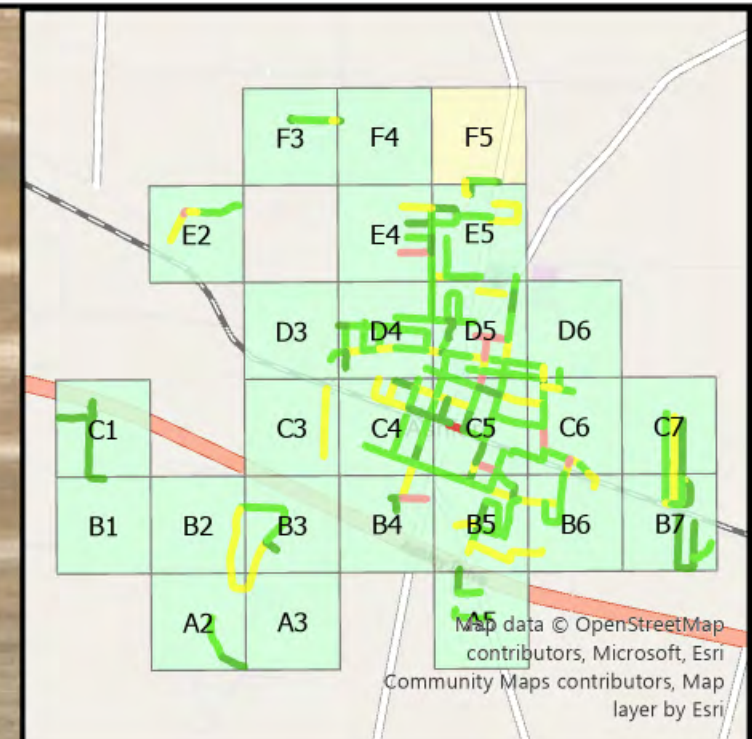 F3 F4 F5
E2 E4 E5
D3 D4 D5 D6
C1 C3 C4 C5 C6 C7
B1 B2 B3 B4 B5 B6 B7
A2 A3 A5
Map data © OpenStreetMap
contributors, Microsoft, Esri
Community Maps contributors, Map
layer by Esri